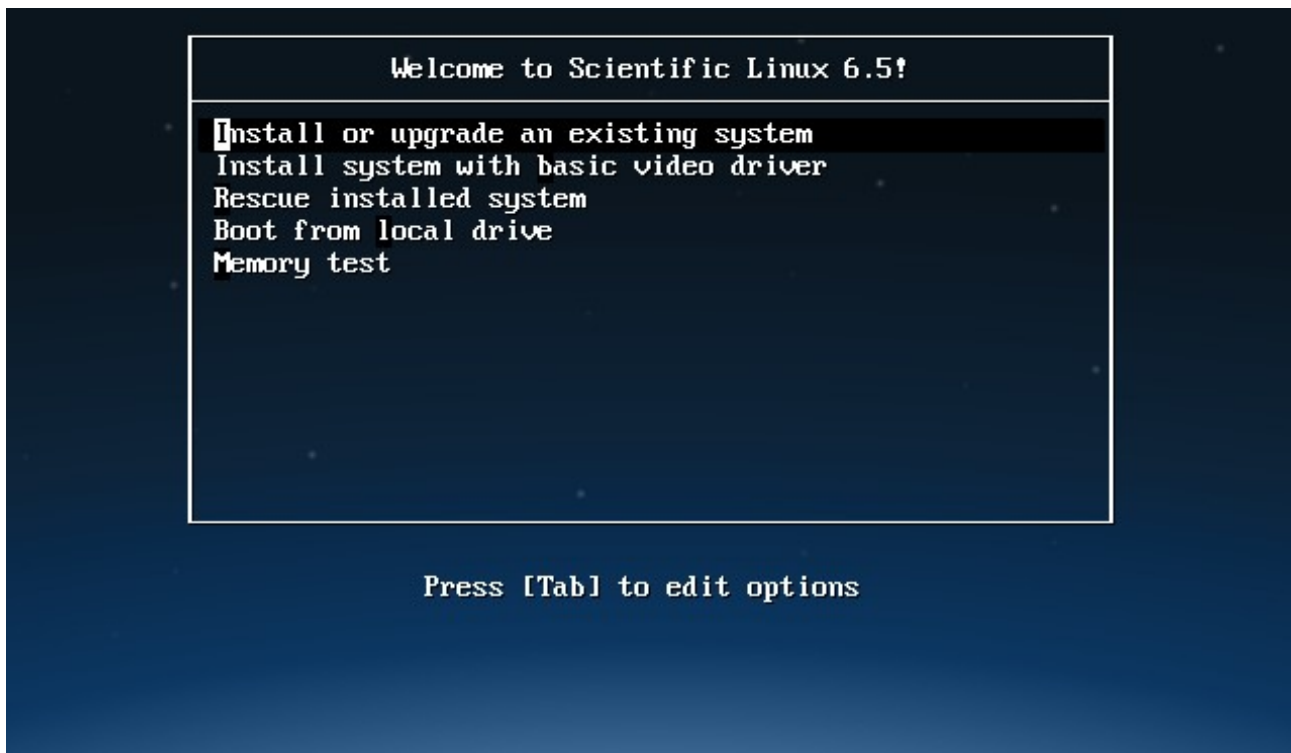 Welcome to Scientific Linux 6.5!
Install or upgrade an existing system
Install system with basic video driver
Rescue installed system
Boot from local drive
Memory test
Press [Tab] to edit options